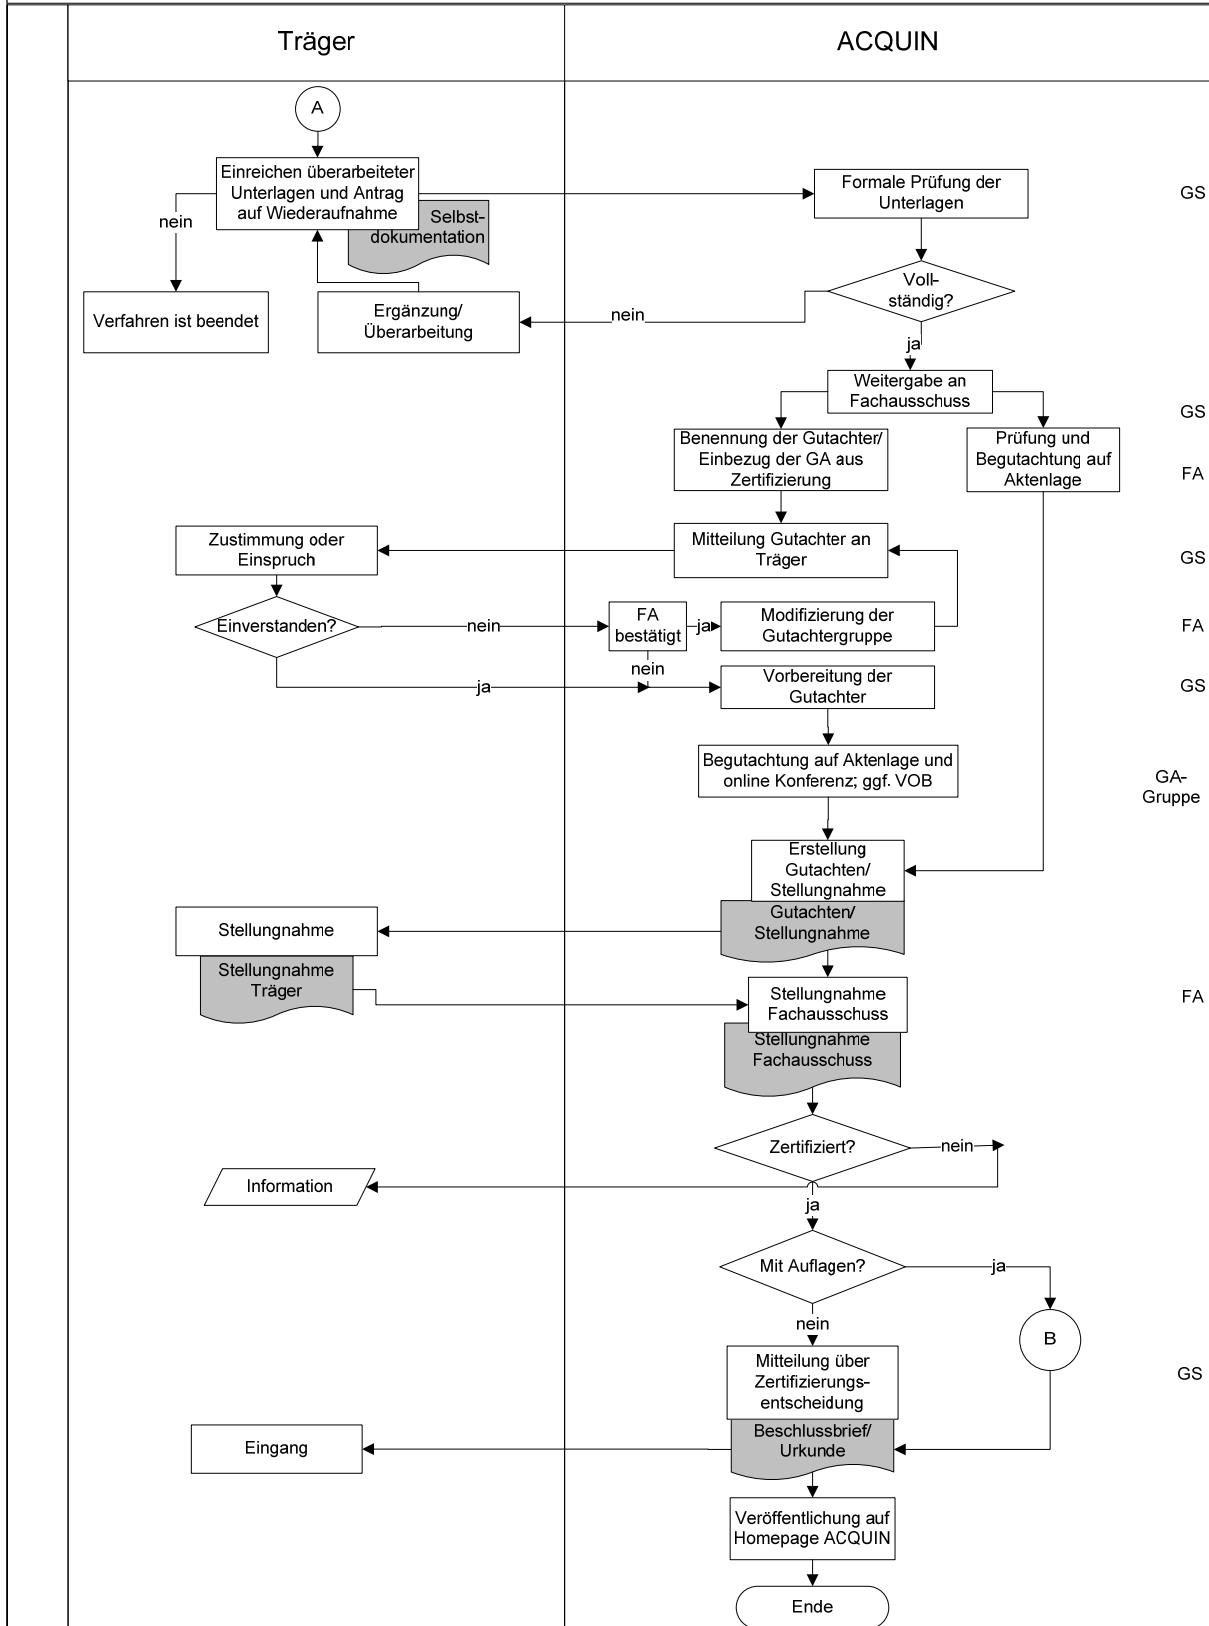 Träger
ACQUIN
A
Einreichen überarbeiteter
Unterlagen und Antrag
auf Wiederaufnahme
Selbst-
dokumentation
nein
Formale Prüfung der
Unterlagen
GS
Voll-
ständig?
nein
Verfahren ist beendet
Ergänzung/
Überarbeitung
ja
Weitergabe an
Fachausschuss
GS
Benennung der Gutachter/
Einbezug der GA aus
Zertifizierung
Prüfung und
Begutachtung auf
Aktenlage
FA
Zustimmung oder
Einspruch
Mitteilung Gutachter an
Träger
GS
Einverstanden?
nein
FA
bestätigt
ja
Modifizierung der
Gutachtergruppe
FA
nein
ja
Vorbereitung der
Gutachter
GS
Begutachtung auf Aktenlage und
online Konferenz; ggf. VOB
GA-
Gruppe
Erstellung
Gutachten/
Stellungnahme
Gutachten/
Stellungnahme
Stellungnahme
Stellungnahme
Träger
Stellungnahme
Fachausschuss
FA
Stellungnahme
Fachausschuss
Zertifiziert?
nein
Information
ja
Mit Auflagen?
ja
nein
B
Mitteilung über
Zertifizierungs-
entscheidung
GS
Beschlussbrief/
Urkunde
Eingang
Veröffentlichung auf
Homepage ACQUIN
Ende